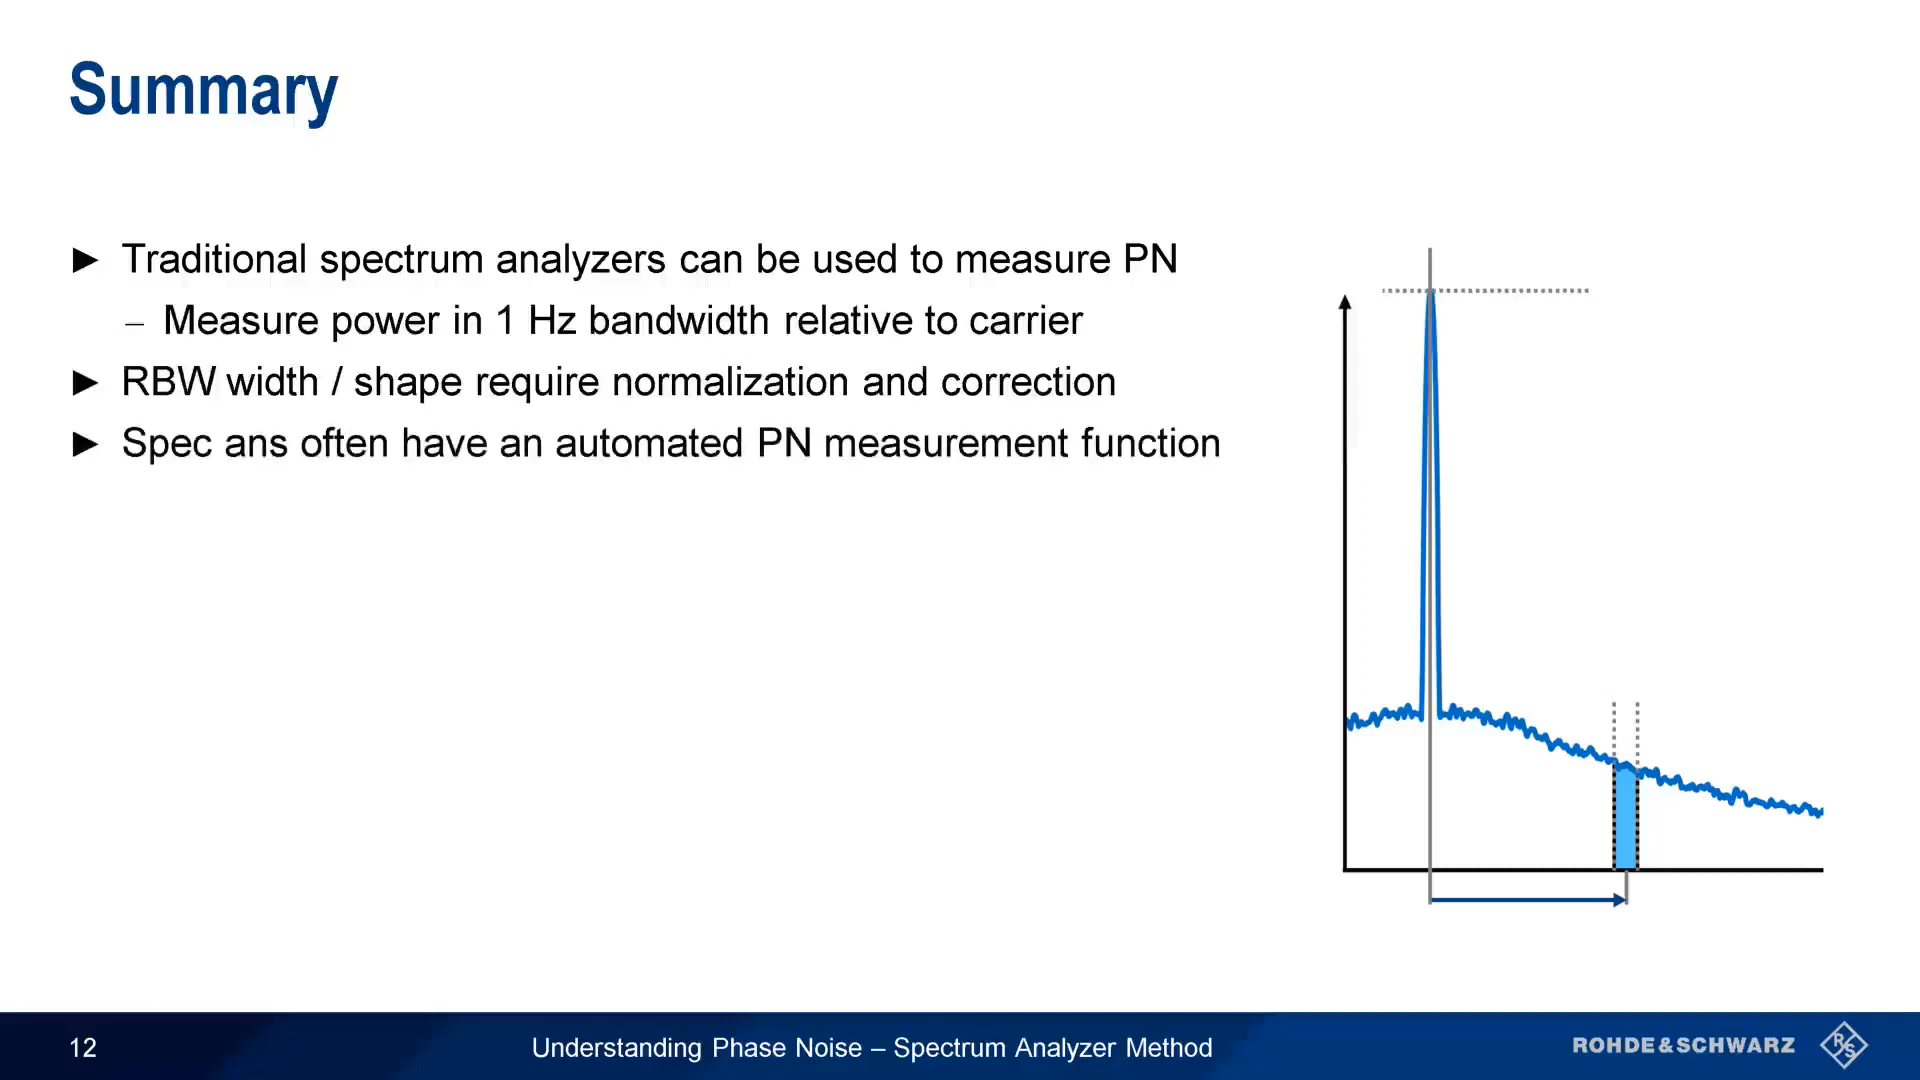 Summary
► Traditional spectrum analyzers can be used to measure PN
– Measure power in 1 Hz bandwidth relative to carrier
► RBW width / shape require normalization and correction
► Spec ans often have an automated PN measurement function
12
Understanding Phase Noise – Spectrum Analyzer Method
ROHDE&SCHWARZ
R&S